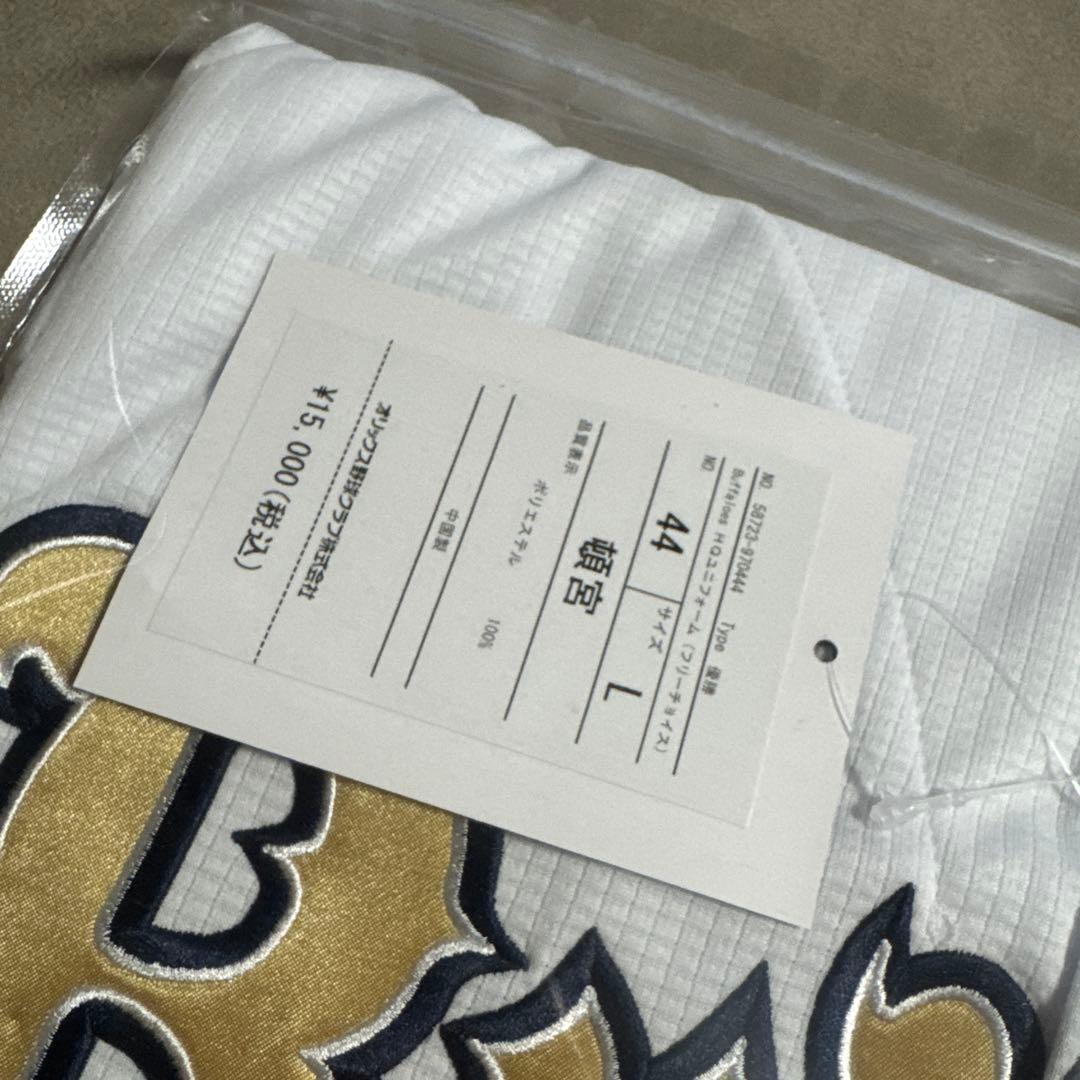 NO. 58723-970444 Type 優勝
Buffaloes HQユニフォーム (フリーチョイス)
NO. 44 サイズ L
頓宮
品質表示
ポリエステル 100%
中国製
オリックス野球クラブ株式会社
¥15,000(税込)